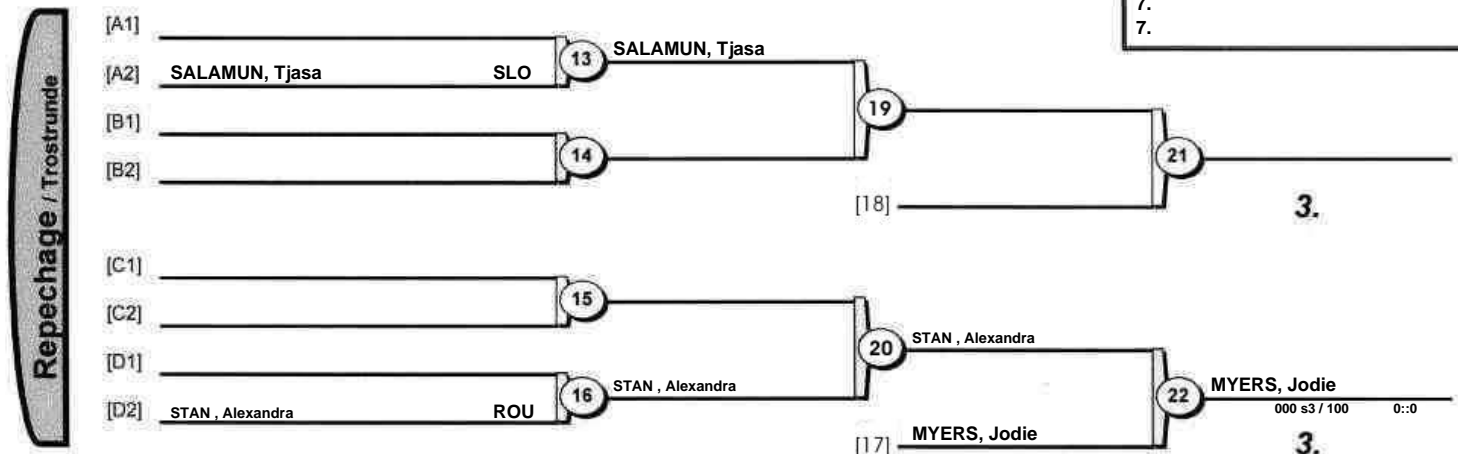 7.
7.
Repechage / Trostrunde
[A1]
[A2] SALAMUN, Tjasa SLO
13 SALAMUN, Tjasa
[B1]
[B2]
14
19
[18]
21
3.
[C1]
[C2]
15
[D1]
[D2] STAN , Alexandra ROU
16 STAN , Alexandra
20 STAN , Alexandra
[17] MYERS, Jodie
22 MYERS, Jodie
000 s3 / 100 0::0
3.